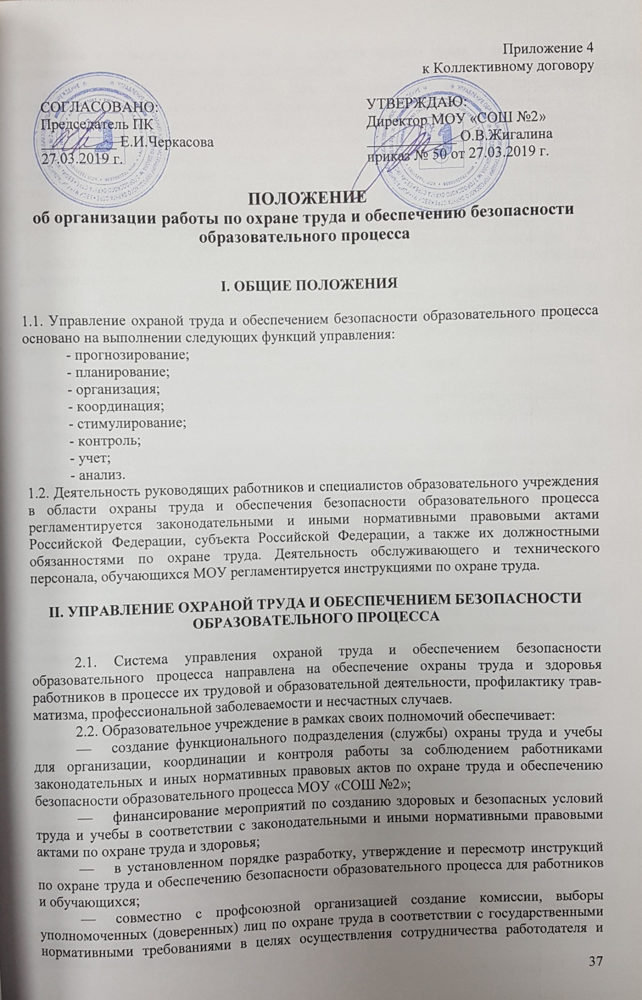 Приложение 4
к Коллективному договору
СОГЛАСОВАНО:
Председатель ПК
Е.И.Черкасова
27.03.2019 г.
УТВЕРЖДАЮ:
Директор МОУ «СОШ №2»
О.В.Жигалина
приказ № 50 от 27.03.2019 г.
ПОЛОЖЕНИЕ
об организации работы по охране труда и обеспечению безопасности
образовательного процесса
I. ОБЩИЕ ПОЛОЖЕНИЯ
1.1. Управление охраной труда и обеспечением безопасности образовательного процесса
основано на выполнении следующих функций управления:
- прогнозирование;
- планирование;
- организация;
- координация;
- стимулирование;
- контроль;
- учет;
- анализ.
1.2. Деятельность руководящих работников и специалистов образовательного учреждения
в области охраны труда и обеспечения безопасности образовательного процесса
регламентируется законодательными и иными нормативными правовыми актами
Российской Федерации, субъекта Российской Федерации, а также их должностными
обязанностями по охране труда. Деятельность обслуживающего и технического
персонала, обучающихся МОУ регламентируется инструкциями по охране труда.
II. УПРАВЛЕНИЕ ОХРАНОЙ ТРУДА И ОБЕСПЕЧЕНИЕМ БЕЗОПАСНОСТИ
ОБРАЗОВАТЕЛЬНОГО ПРОЦЕССА
2.1. Система управления охраной труда и обеспечением безопасности
образовательного процесса направлена на обеспечение охраны труда и здоровья
работников в процессе их трудовой и образовательной деятельности, профилактику трав-
матизма, профессиональной заболеваемости и несчастных случаев.
2.2. Образовательное учреждение в рамках своих полномочий обеспечивает:
— создание функционального подразделения (службы) охраны труда и учебы
для организации, координации и контроля работы за соблюдением работниками
законодательных и иных нормативных правовых актов по охране труда и обеспечению
безопасности образовательного процесса МОУ «СОШ №2»;
— финансирование мероприятий по созданию здоровых и безопасных условий
труда и учебы в соответствии с законодательными и иными нормативными правовыми
актами по охране труда и здоровья;
— в установленном порядке разработку, утверждение и пересмотр инструкций
по охране труда и обеспечению безопасности образовательного процесса для работников
и обучающихся;
— совместно с профсоюзной организацией создание комиссии, выборы
уполномоченных (доверенных) лиц по охране труда в соответствии с государственными
нормативными требованиями в целях осуществления сотрудничества работодателя и
37